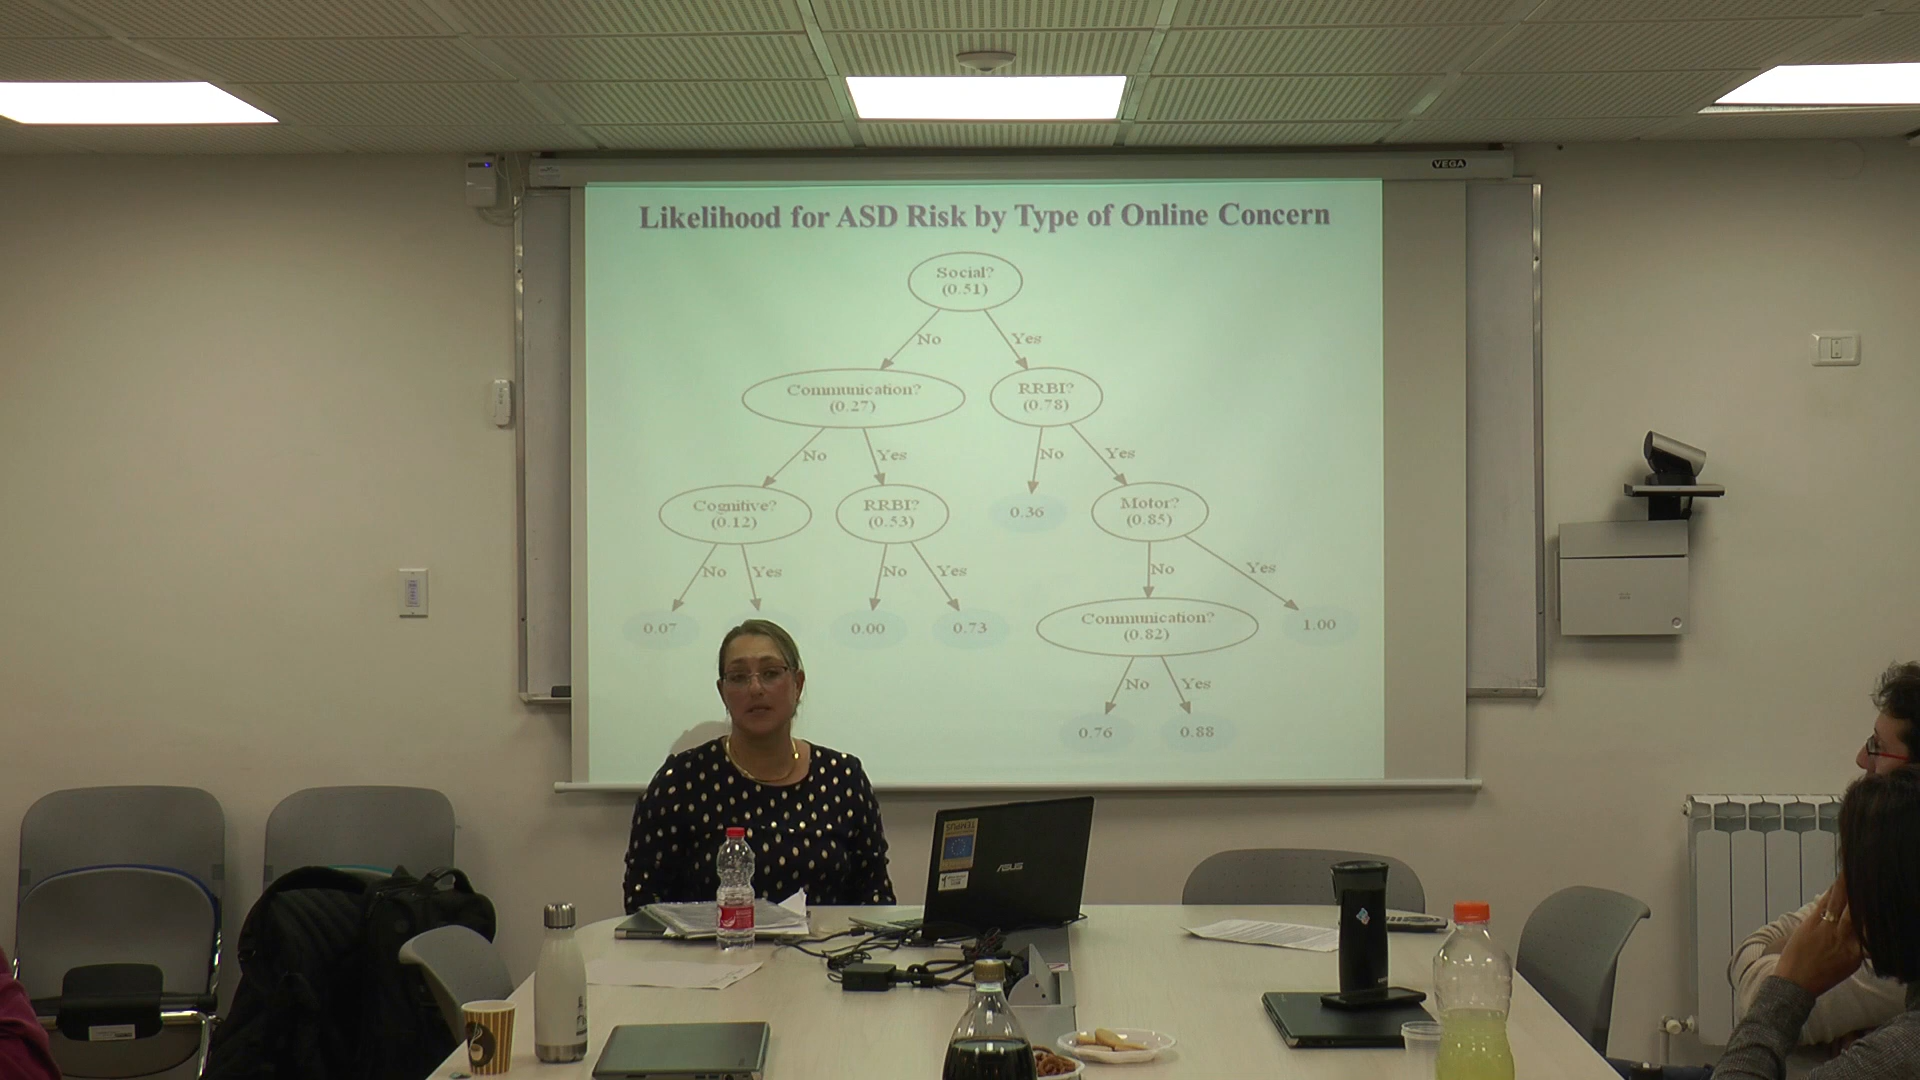 VEGA
Likelihood for ASD Risk by Type of Online Concern
Social?
(0.51)
No
Yes
Communication?
(0.27)
RRBI?
(0.78)
No
Yes
No
Yes
Cognitive?
(0.12)
RRBI?
(0.53)
0.36
Motor?
(0.85)
No
Yes
No
Yes
No
Yes
0.07
0.00
0.73
Communication?
(0.82)
1.00
No
Yes
0.76
0.88
TEMPUS
ASUS